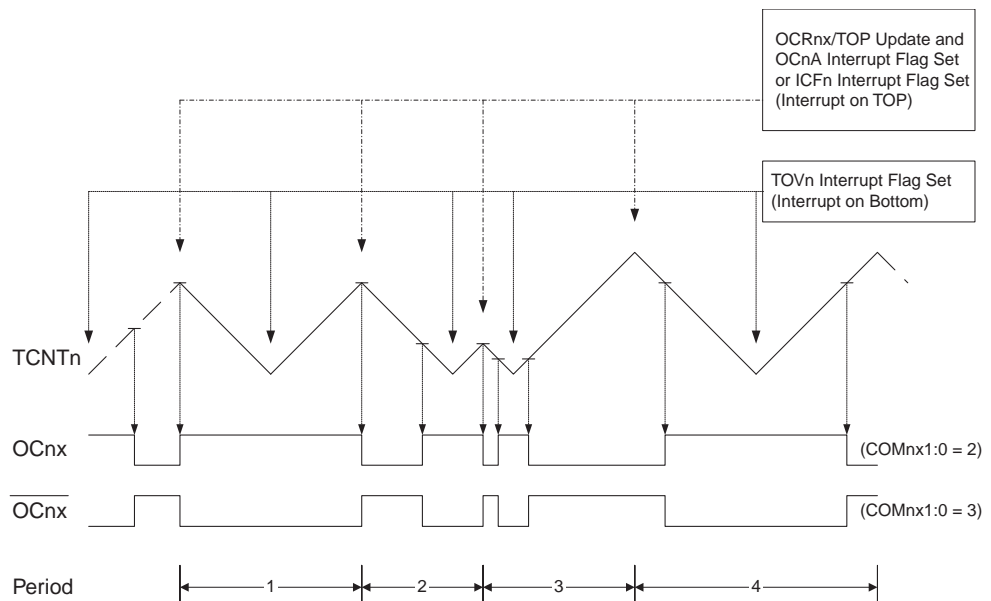 OCRnx/TOP Update and
OCnA Interrupt Flag Set
or ICFn Interrupt Flag Set
(Interrupt on TOP)
TOVn Interrupt Flag Set
(Interrupt on Bottom)
TCNTn
OCnx
(COMnx1:0 = 2)
OCnx
(COMnx1:0 = 3)
Period
1
2
3
4